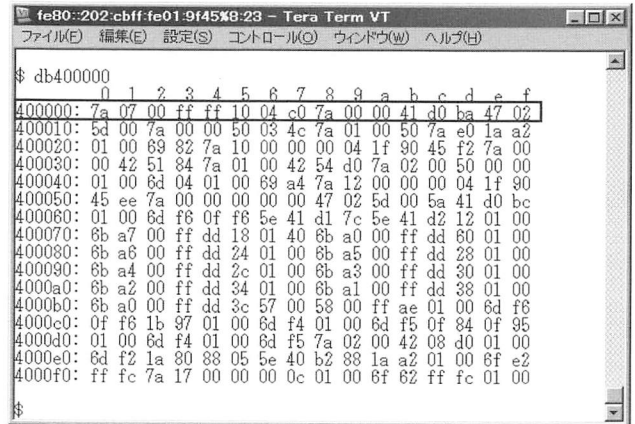 fe80::202:cbff:fe01:9f45%8:23 - Tera Term VT
ファイル(F) 編集(E) 設定(S) コントロール(O) ウィンドウ(W) ヘルプ(H)
$ db400000
0 1 2 3 4 5 6 7 8 9 a b c d e f
400000: 7a 07 00 ff ff 10 04 c0 7a 00 00 41 d0 ba 47 02
400010: 5d 00 7a 00 00 50 03 4c 7a 01 00 50 7a e0 1a a2
400020: 01 00 69 82 7a 10 00 00 00 04 1f 90 45 f2 7a 00
400030: 00 42 51 84 7a 01 00 42 54 d0 7a 02 00 50 00 00
400040: 01 00 6d 04 01 00 69 a4 7a 12 00 00 00 04 1f 90
400050: 45 ee 7a 00 00 00 00 00 47 02 5d 00 5a 41 d0 bc
400060: 01 00 6d f6 0f f6 5e 41 d1 7c 5e 41 d2 12 01 00
400070: 6b a7 00 ff dd 18 01 40 6b a0 00 ff dd 60 01 00
400080: 6b a6 00 ff dd 24 01 00 6b a5 00 ff dd 28 01 00
400090: 6b a4 00 ff dd 2c 01 00 6b a3 00 ff dd 30 01 00
4000a0: 6b a2 00 ff dd 34 01 00 6b a1 00 ff dd 38 01 00
4000b0: 6b a0 00 ff dd 3c 57 00 58 00 ff ae 01 00 6d f6
4000c0: 0f f6 1b 97 01 00 6d f4 01 00 6d f5 0f 84 0f 95
4000d0: 01 00 6d f4 01 00 6d f5 7a 02 00 42 08 d0 01 00
4000e0: 6d f2 1a 80 88 05 5e 40 b2 88 1a a2 01 00 6f e2
4000f0: ff fc 7a 17 00 00 00 0c 01 00 6f 62 ff fc 01 00
$